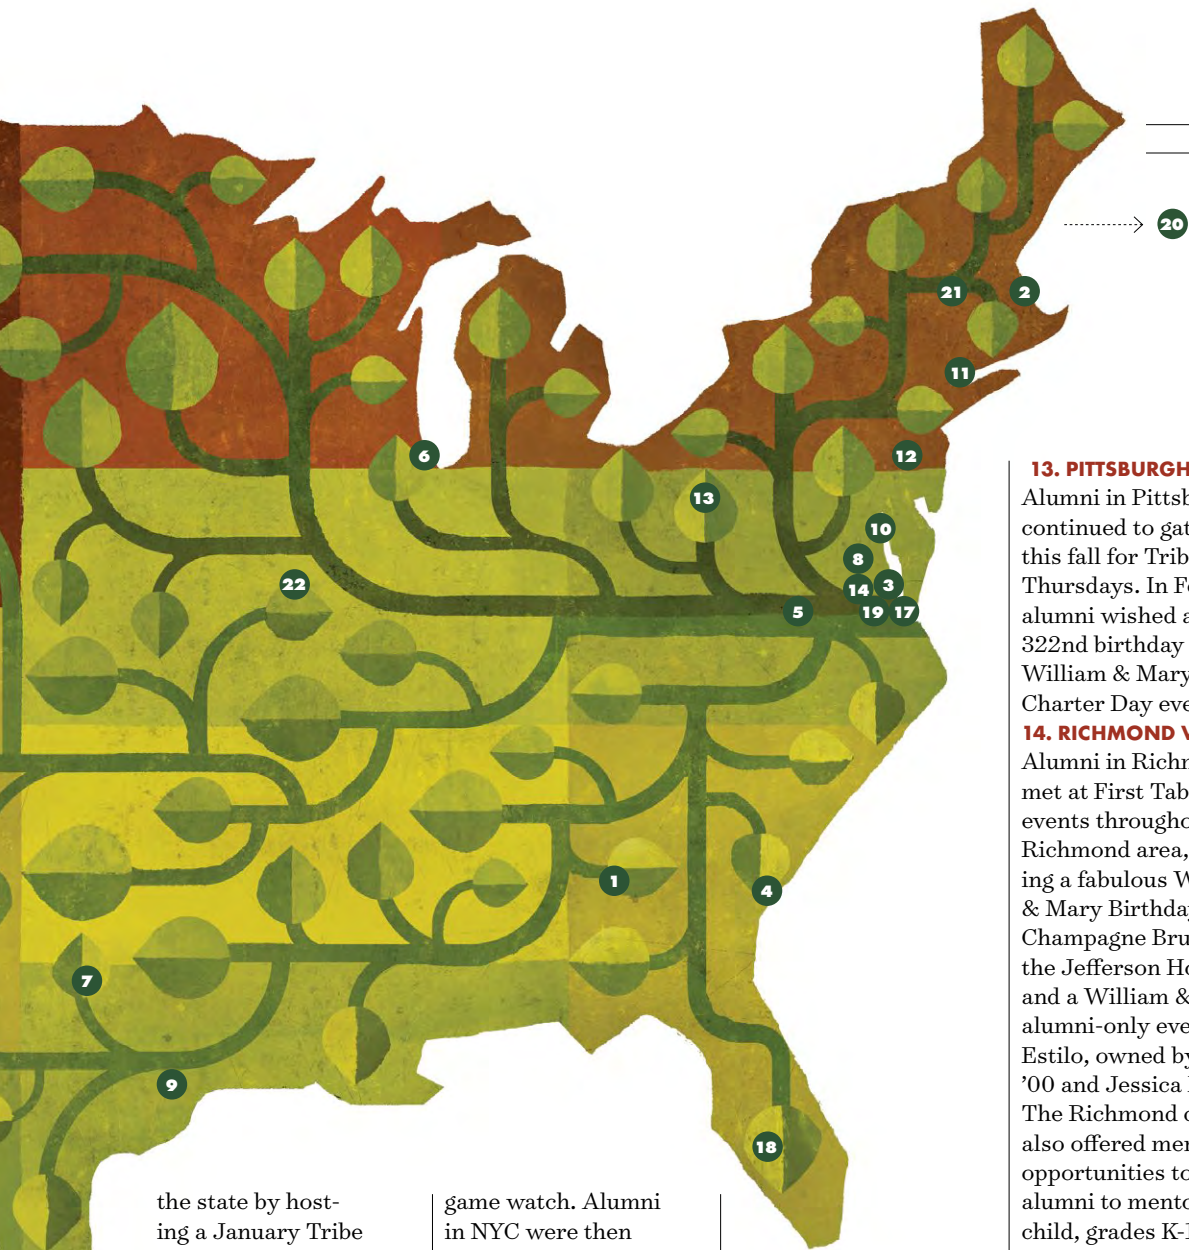 20
21
2
11
6
12
13
10
8
22
14
3
5
19
17
1
4
7
9
18
the state by host-
ing a January Tribe
game watch. Alumni
in NYC were then
13. PITTSBURGH
Alumni in Pittsb
continued to gat
this fall for Trib
Thursdays. In Fe
alumni wished a
322nd birthday
William & Mary
Charter Day eve
14. RICHMOND V
Alumni in Richm
met at First Tab
events througho
Richmond area,
ing a fabulous W
& Mary Birthday
Champagne Bru
the Jefferson Ho
and a William &
alumni-only eve
Estilo, owned by
’00 and Jessica
The Richmond c
also offered mer
opportunities to
alumni to mento
child, grades K-1